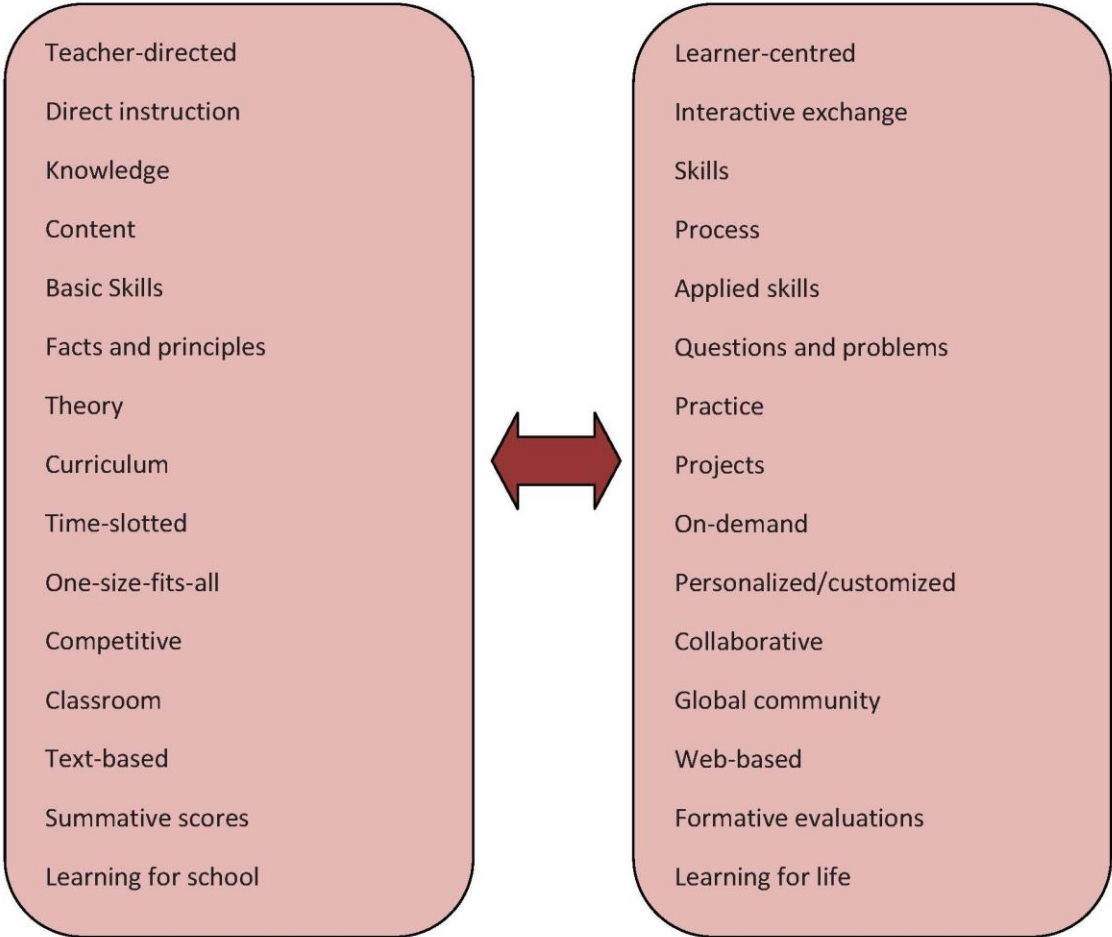 Teacher-directed
Direct instruction
Knowledge
Content
Basic Skills
Facts and principles
Theory
Curriculum
Time-slotted
One-size-fits-all
Competitive
Classroom
Text-based
Summative scores
Learning for school
Learner-centred
Interactive exchange
Skills
Process
Applied skills
Questions and problems
Practice
Projects
On-demand
Personalized/customized
Collaborative
Global community
Web-based
Formative evaluations
Learning for life